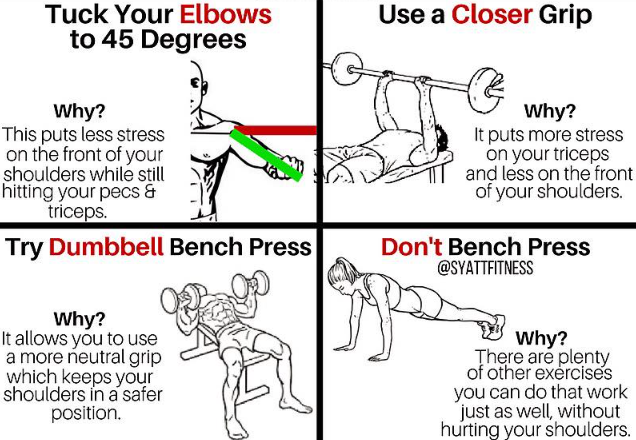 Tuck Your Elbows
to 45 Degrees
Why?
This puts less stress
on the front of your
shoulders while still
hitting your pecs &
triceps.
Use a Closer Grip
Why?
It puts more stress
on your triceps
and less on the front
of your shoulders.
Try Dumbbell Bench Press
Why?
It allows you to use
a more neutral grip
which keeps your
shoulders in a safer
position.
Don't Bench Press
@SYATTFITNESS
Why?
There are plenty
of other exercises
you can do that work
just as well, without
hurting your shoulders.